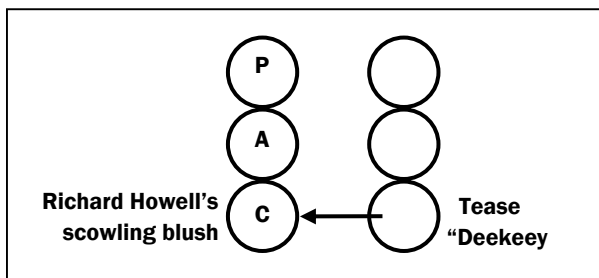 P
A
C
Richard Howell’s
scowling blush
Tease
“Deekeey